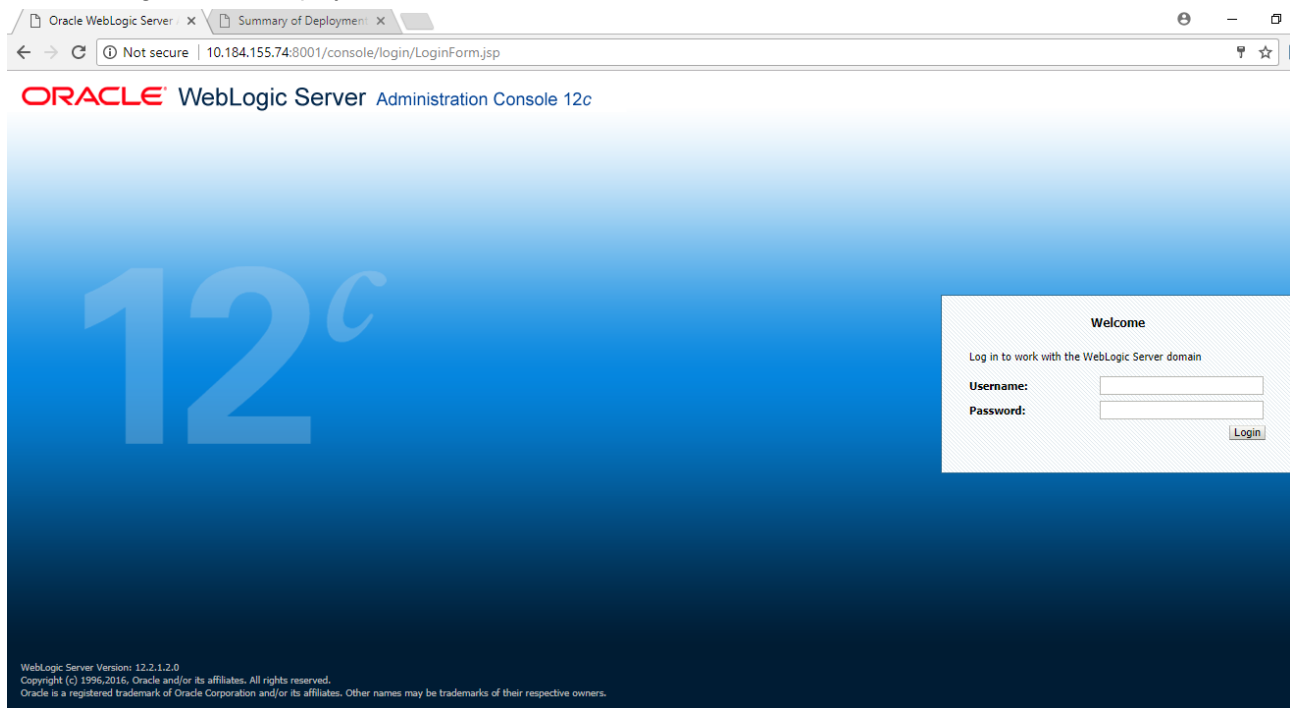 Oracle WebLogic Server
Summary of Deployment
Not secure | 10.184.155.74:8001/console/login/LoginForm.jsp
ORACLE® WebLogic Server Administration Console 12c
12c
Welcome
Log in to work with the WebLogic Server domain
Username:
Password:
Login
WebLogic Server Version: 12.2.1.2.0
Copyright (c) 1996,2016, Oracle and/or its affiliates. All rights reserved.
Oracle is a registered trademark of Oracle Corporation and/or its affiliates. Other names may be trademarks of their respective owners.